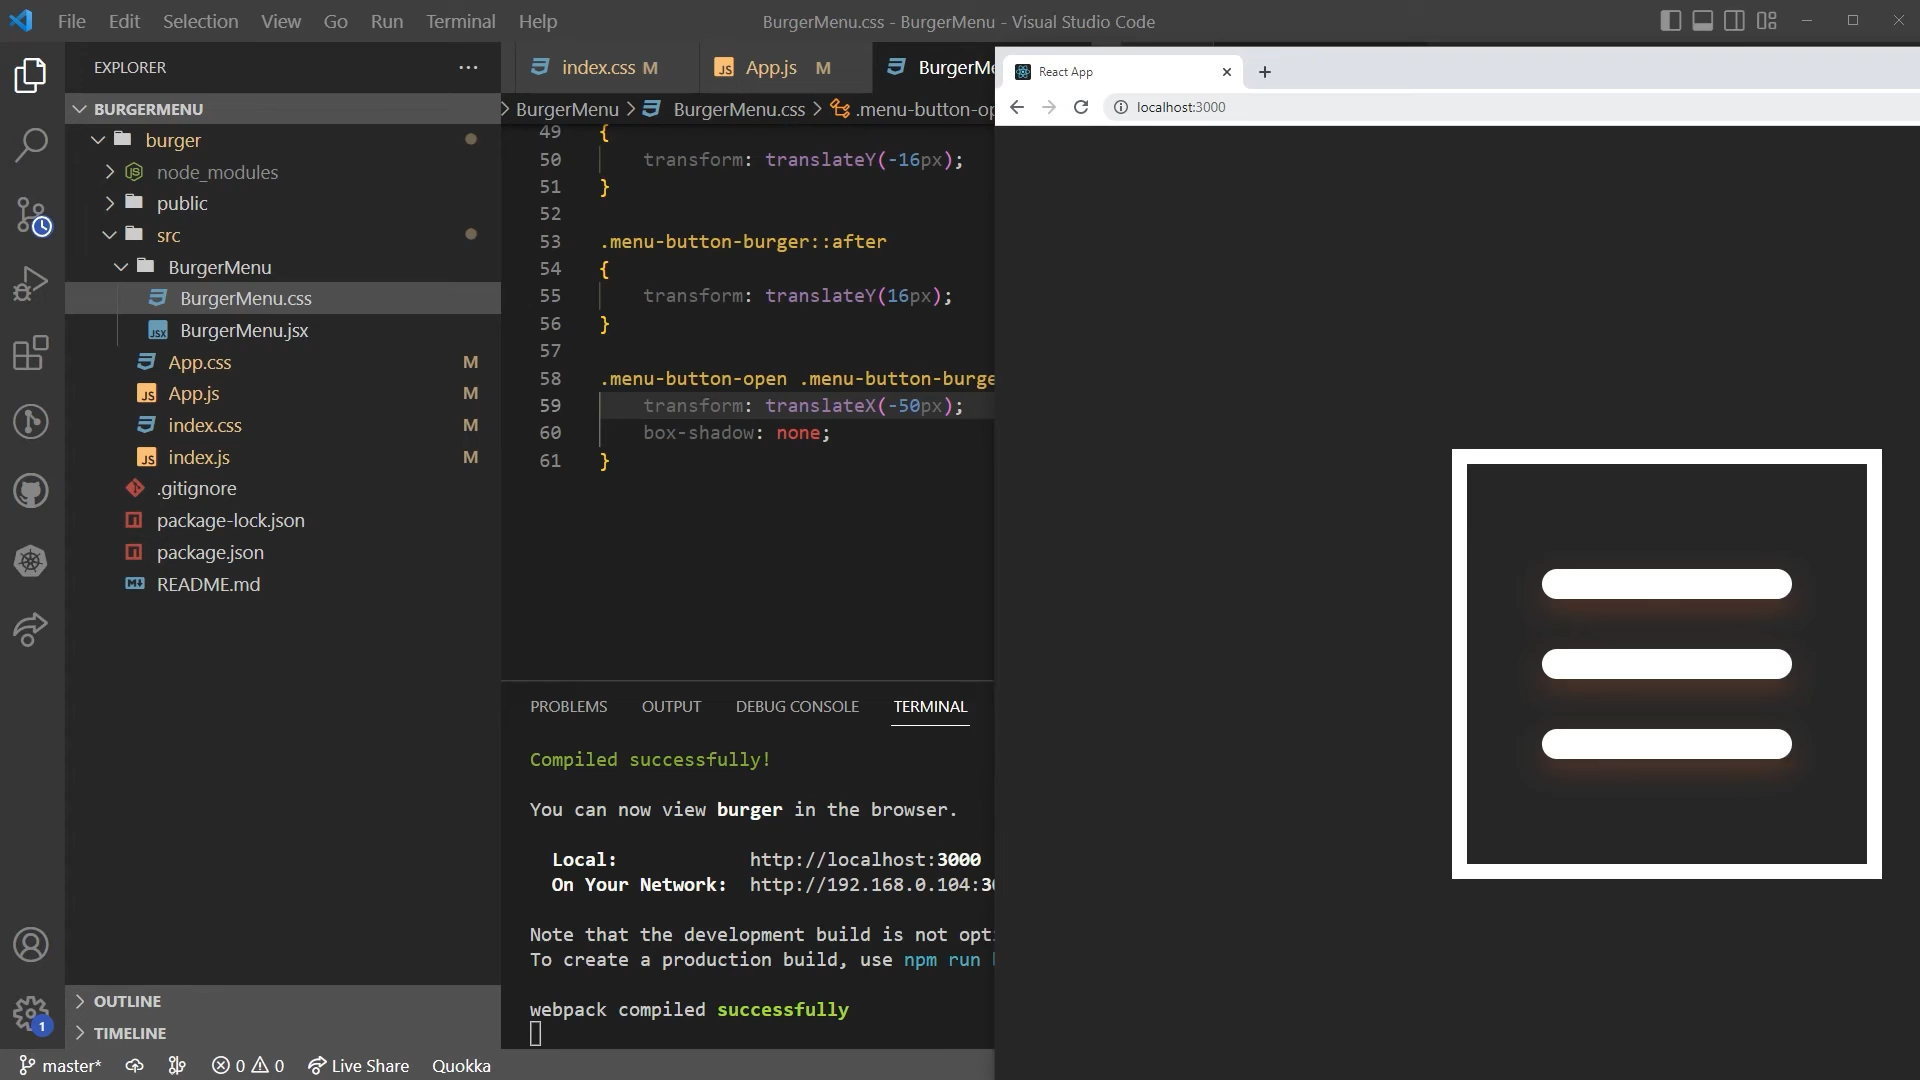 File Edit Selection View Go Run Terminal Help
BurgerMenu.css - BurgerMenu - Visual Studio Code
EXPLORER
BURGERMENU
burger
node_modules
public
src
BurgerMenu
BurgerMenu.css
BurgerMenu.jsx
App.css M
App.js M
index.css M
index.js M
.gitignore
package-lock.json
package.json
README.md
OUTLINE
TIMELINE
index.css M
App.js M
BurgerMe
BurgerMenu > BurgerMenu.css > .menu-button-op
49 {
50 transform: translateY(-16px);
51 }
52
53 .menu-button-burger::after
54 {
55 transform: translateY(16px);
56 }
57
58 .menu-button-open .menu-button-burge
59 transform: translateX(-50px);
60 box-shadow: none;
61 }
PROBLEMS OUTPUT DEBUG CONSOLE TERMINAL
Compiled successfully!
You can now view burger in the browser.
Local: http://localhost:3000
On Your Network: http://192.168.0.104:30
Note that the development build is not opti
To create a production build, use npm run b
webpack compiled successfully
React App
localhost:3000
1
master* 0 0 Live Share Quokka